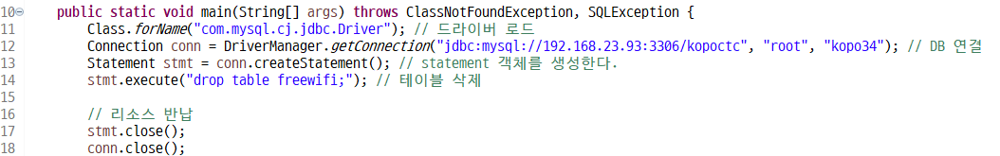 10 public static void main(String[] args) throws ClassNotFoundException, SQLException {
11 Class.forName("com.mysql.cj.jdbc.Driver"); // 드라이버 로드
12 Connection conn = DriverManager.getConnection("jdbc:mysql://192.168.23.93:3306/kopoctc", "root", "kopo34"); // DB 연결
13 Statement stmt = conn.createStatement(); // statement 객체를 생성한다.
14 stmt.execute("drop table freewifi;"); // 테이블 삭제
15
16 // 리소스 반납
17 stmt.close();
18 conn.close();